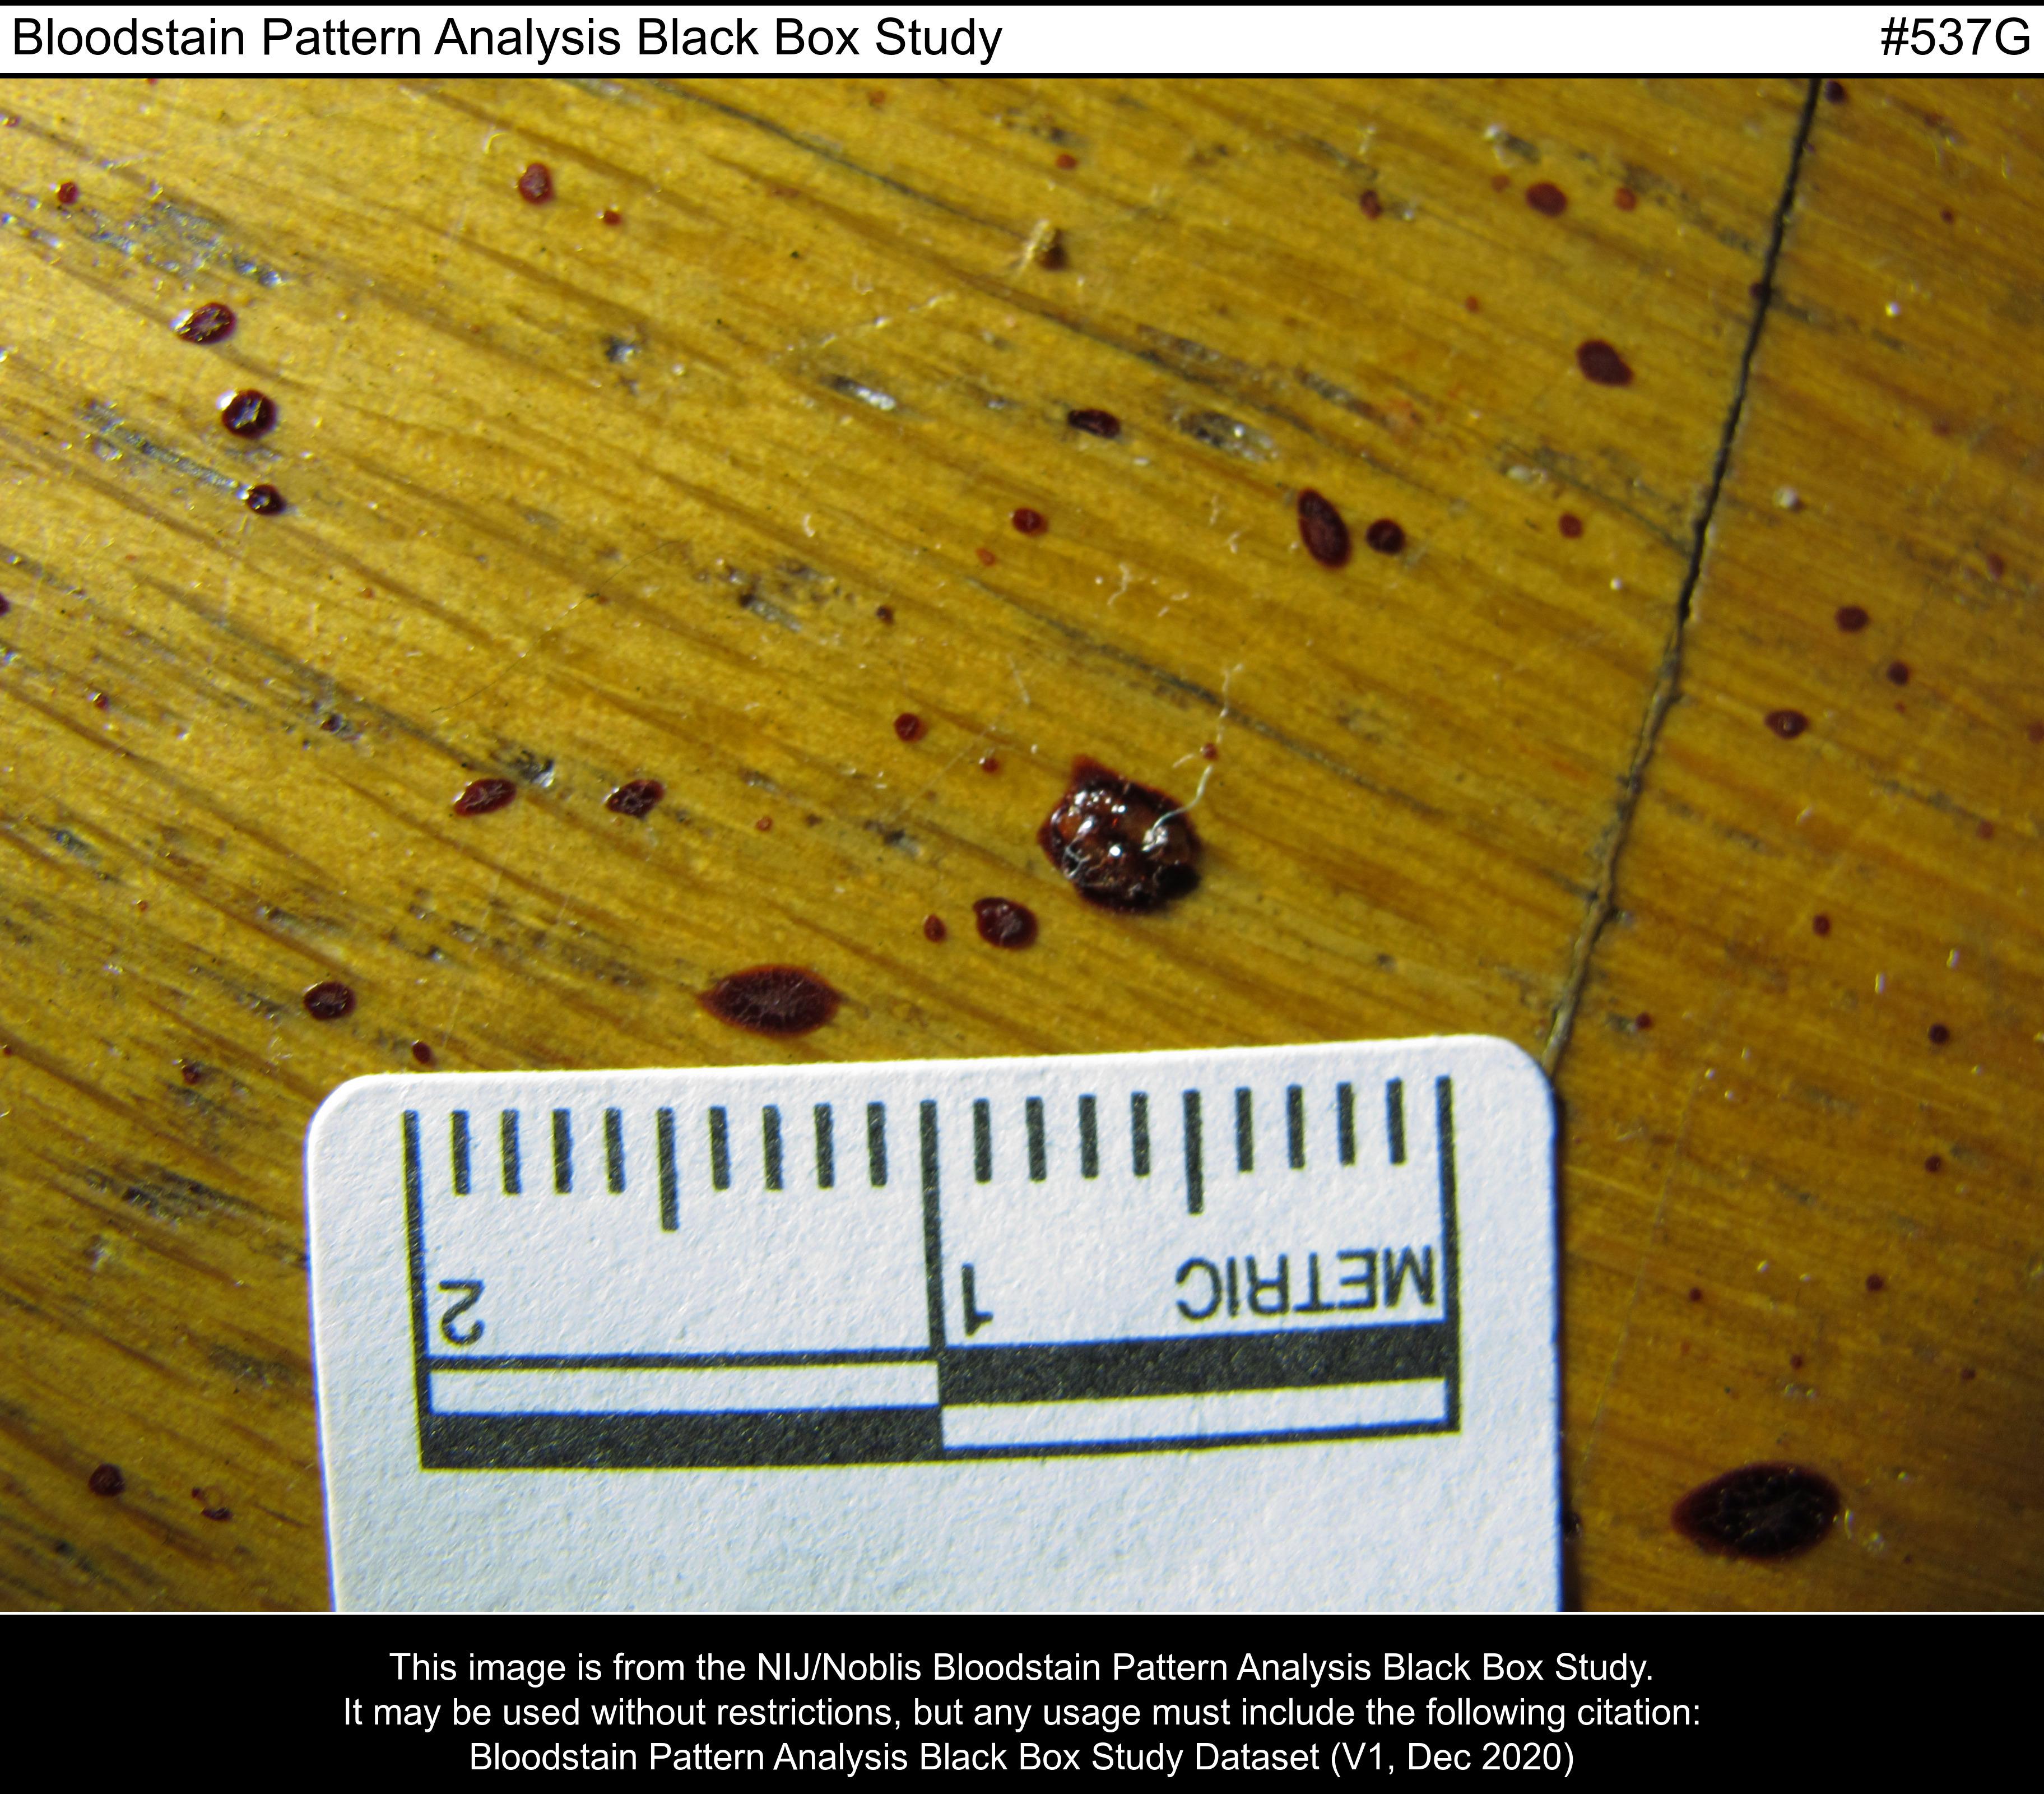 Bloodstain Pattern Analysis Black Box Study #537G
METRIC 1 2
This image is from the NIJ/Noblis Bloodstain Pattern Analysis Black Box Study.
It may be used without restrictions, but any usage must include the following citation:
Bloodstain Pattern Analysis Black Box Study Dataset (V1, Dec 2020)